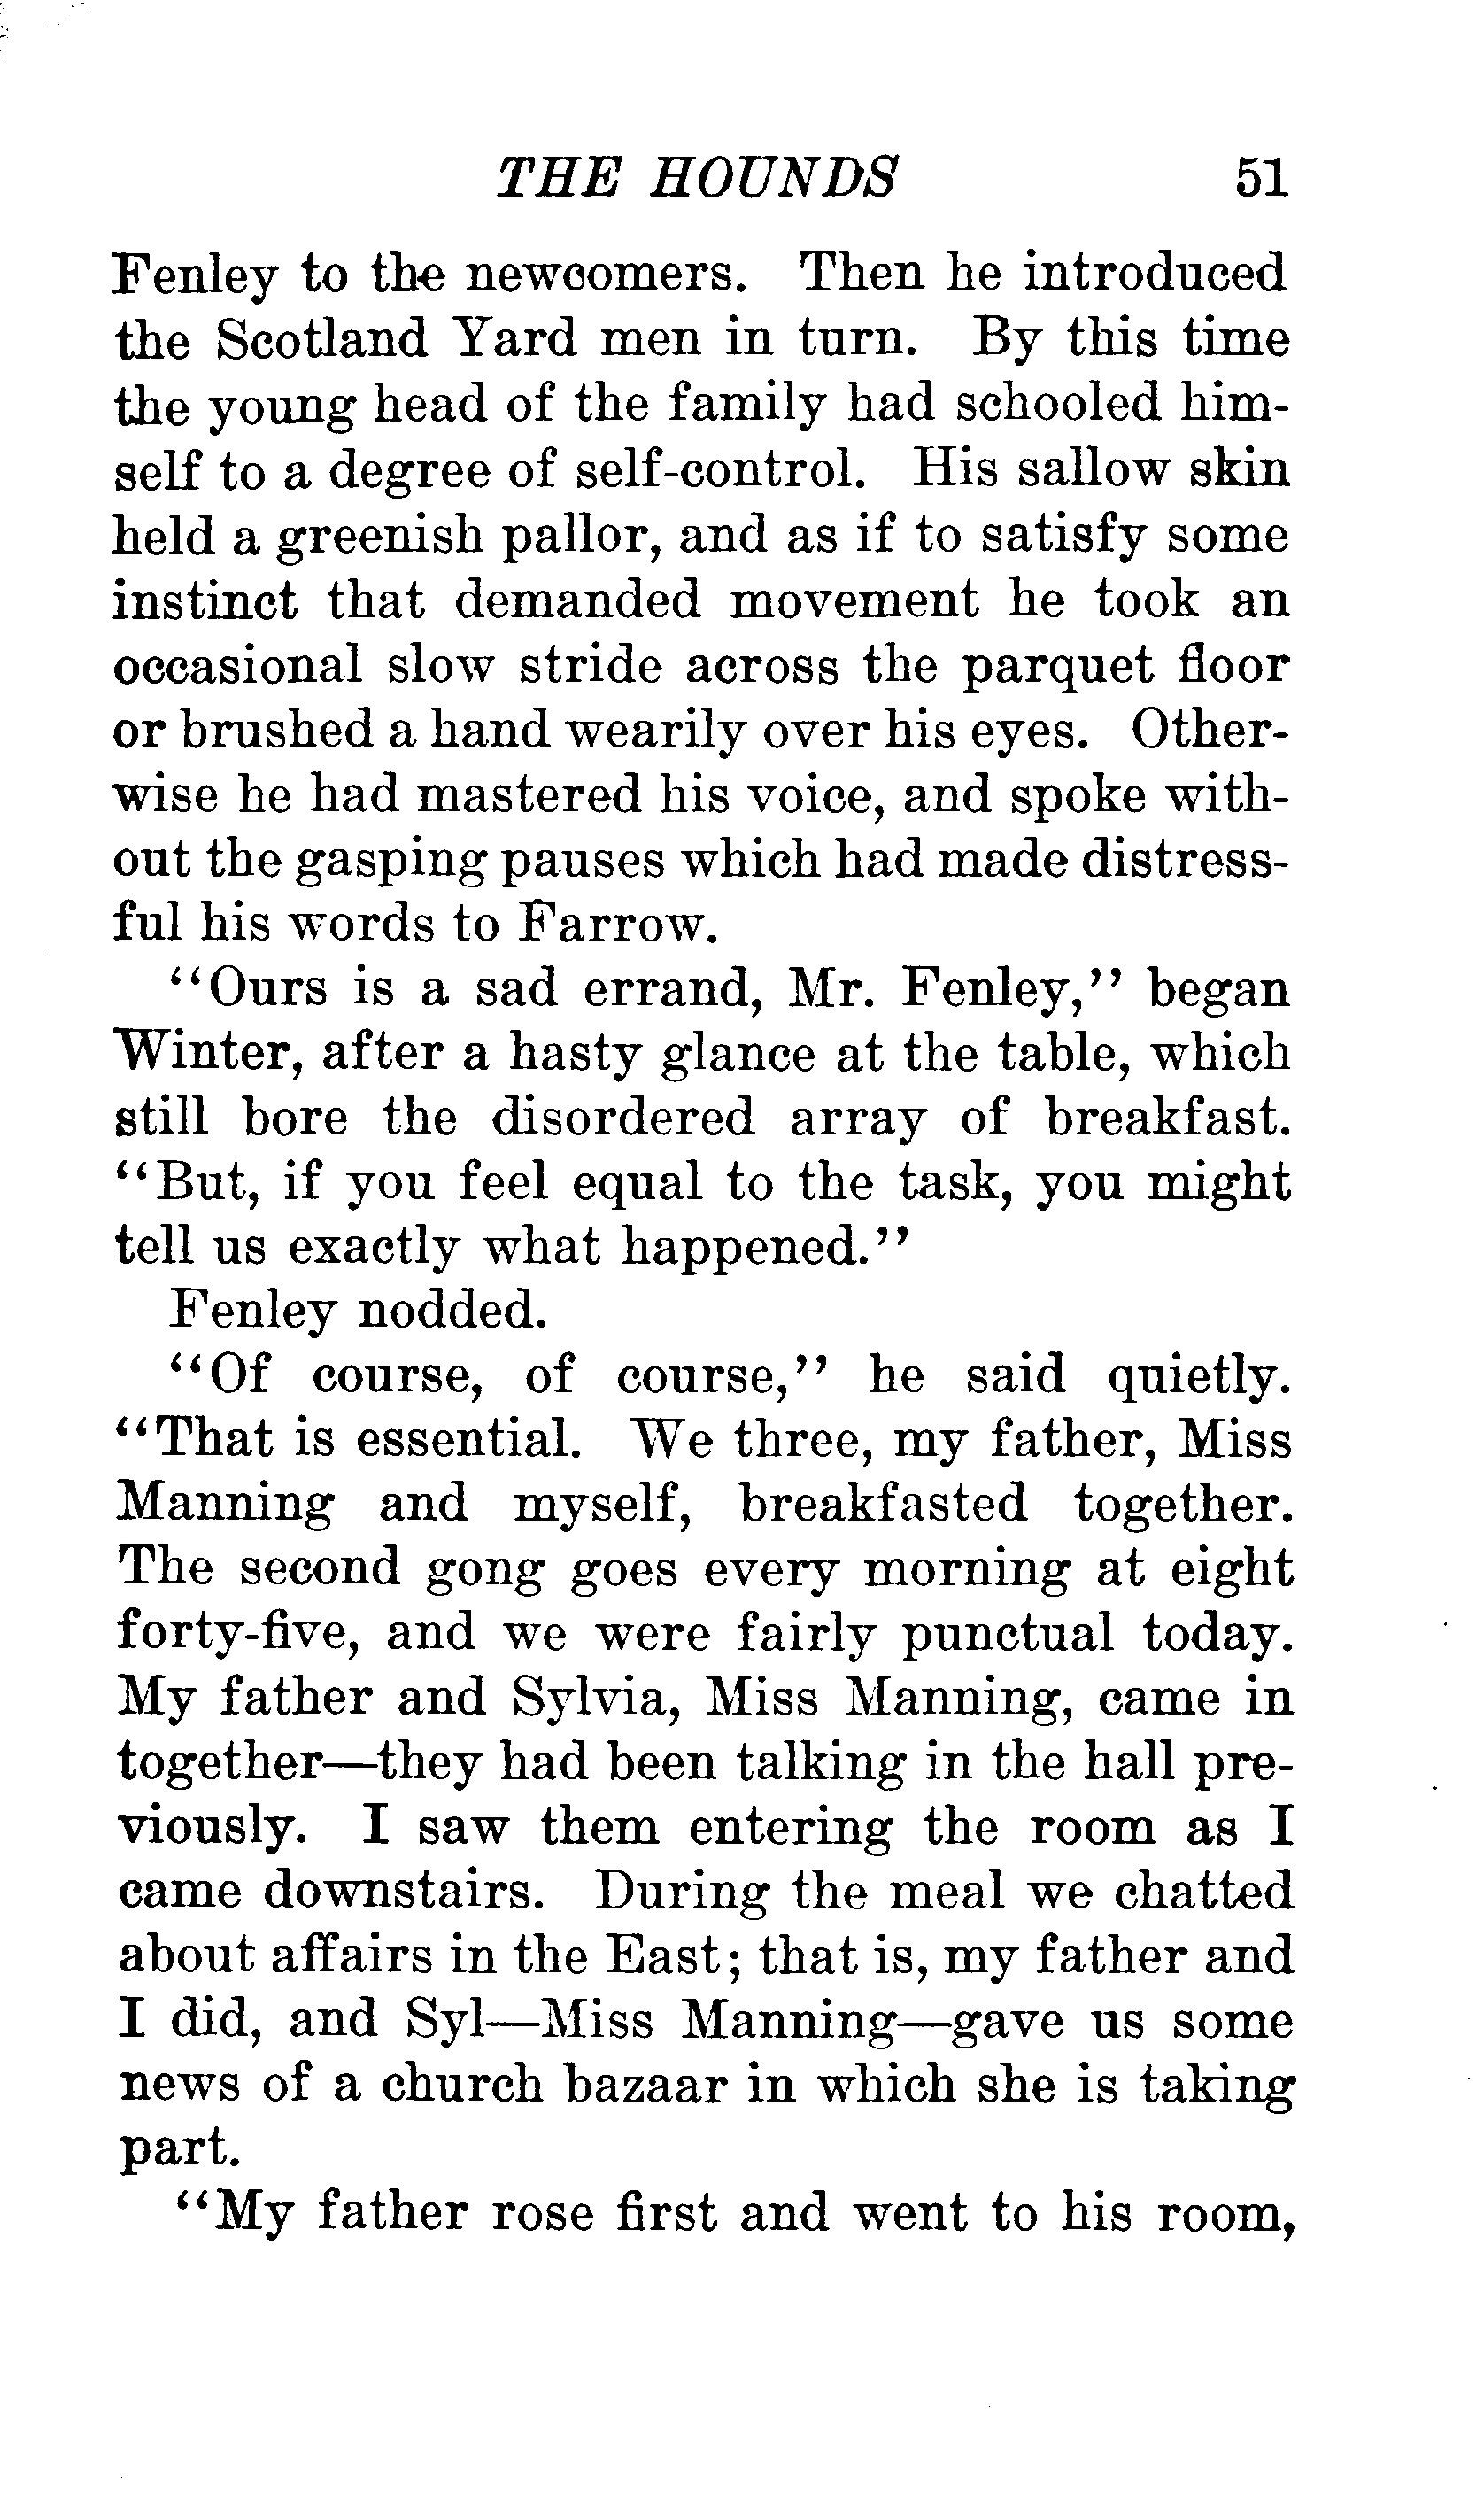 THE HOUNDS 51
Fenley to the newcomers. Then he introduced
the Scotland Yard men in turn. By this time
the young head of the family had schooled him-
self to a degree of self-control. His sallow skin
held a greenish pallor, and as if to satisfy some
instinct that demanded movement he took an
occasional slow stride across the parquet floor
or brushed a hand wearily over his eyes. Other-
wise he had mastered his voice, and spoke with-
out the gasping pauses which had made distress-
ful his words to Farrow.
"Ours is a sad errand, Mr. Fenley," began
Winter, after a hasty glance at the table, which
still bore the disordered array of breakfast.
"But, if you feel equal to the task, you might
tell us exactly what happened."
Fenley nodded.
"Of course, of course," he said quietly.
"That is essential. We three, my father, Miss
Manning and myself, breakfasted together.
The second gong goes every morning at eight
forty-five, and we were fairly punctual today.
My father and Sylvia, Miss Manning, came in
together—they had been talking in the hall pre-
viously. I saw them entering the room as I
came downstairs. During the meal we chatted
about affairs in the East; that is, my father and
I did, and Syl—Miss Manning—gave us some
news of a church bazaar in which she is taking
part.
"My father rose first and went to his room,